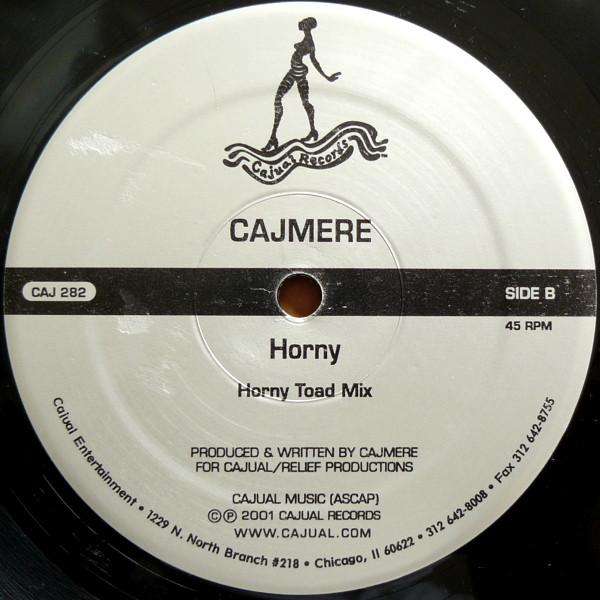 Cajual Records
TM
CAJMERE
CAJ 282
SIDE B
45 RPM
Horny
Horny Toad Mix
PRODUCED & WRITTEN BY CAJMERE
FOR CAJUAL/RELIEF PRODUCTIONS
CAJUAL MUSIC (ASCAP)
©℗ 2001 CAJUAL RECORDS
WWW.CAJUAL.COM
Cajual Entertainment • 1229 N. North Branch #218 • Chicago, Il 60622 • 312 642-8008 • Fax 312 642-8755